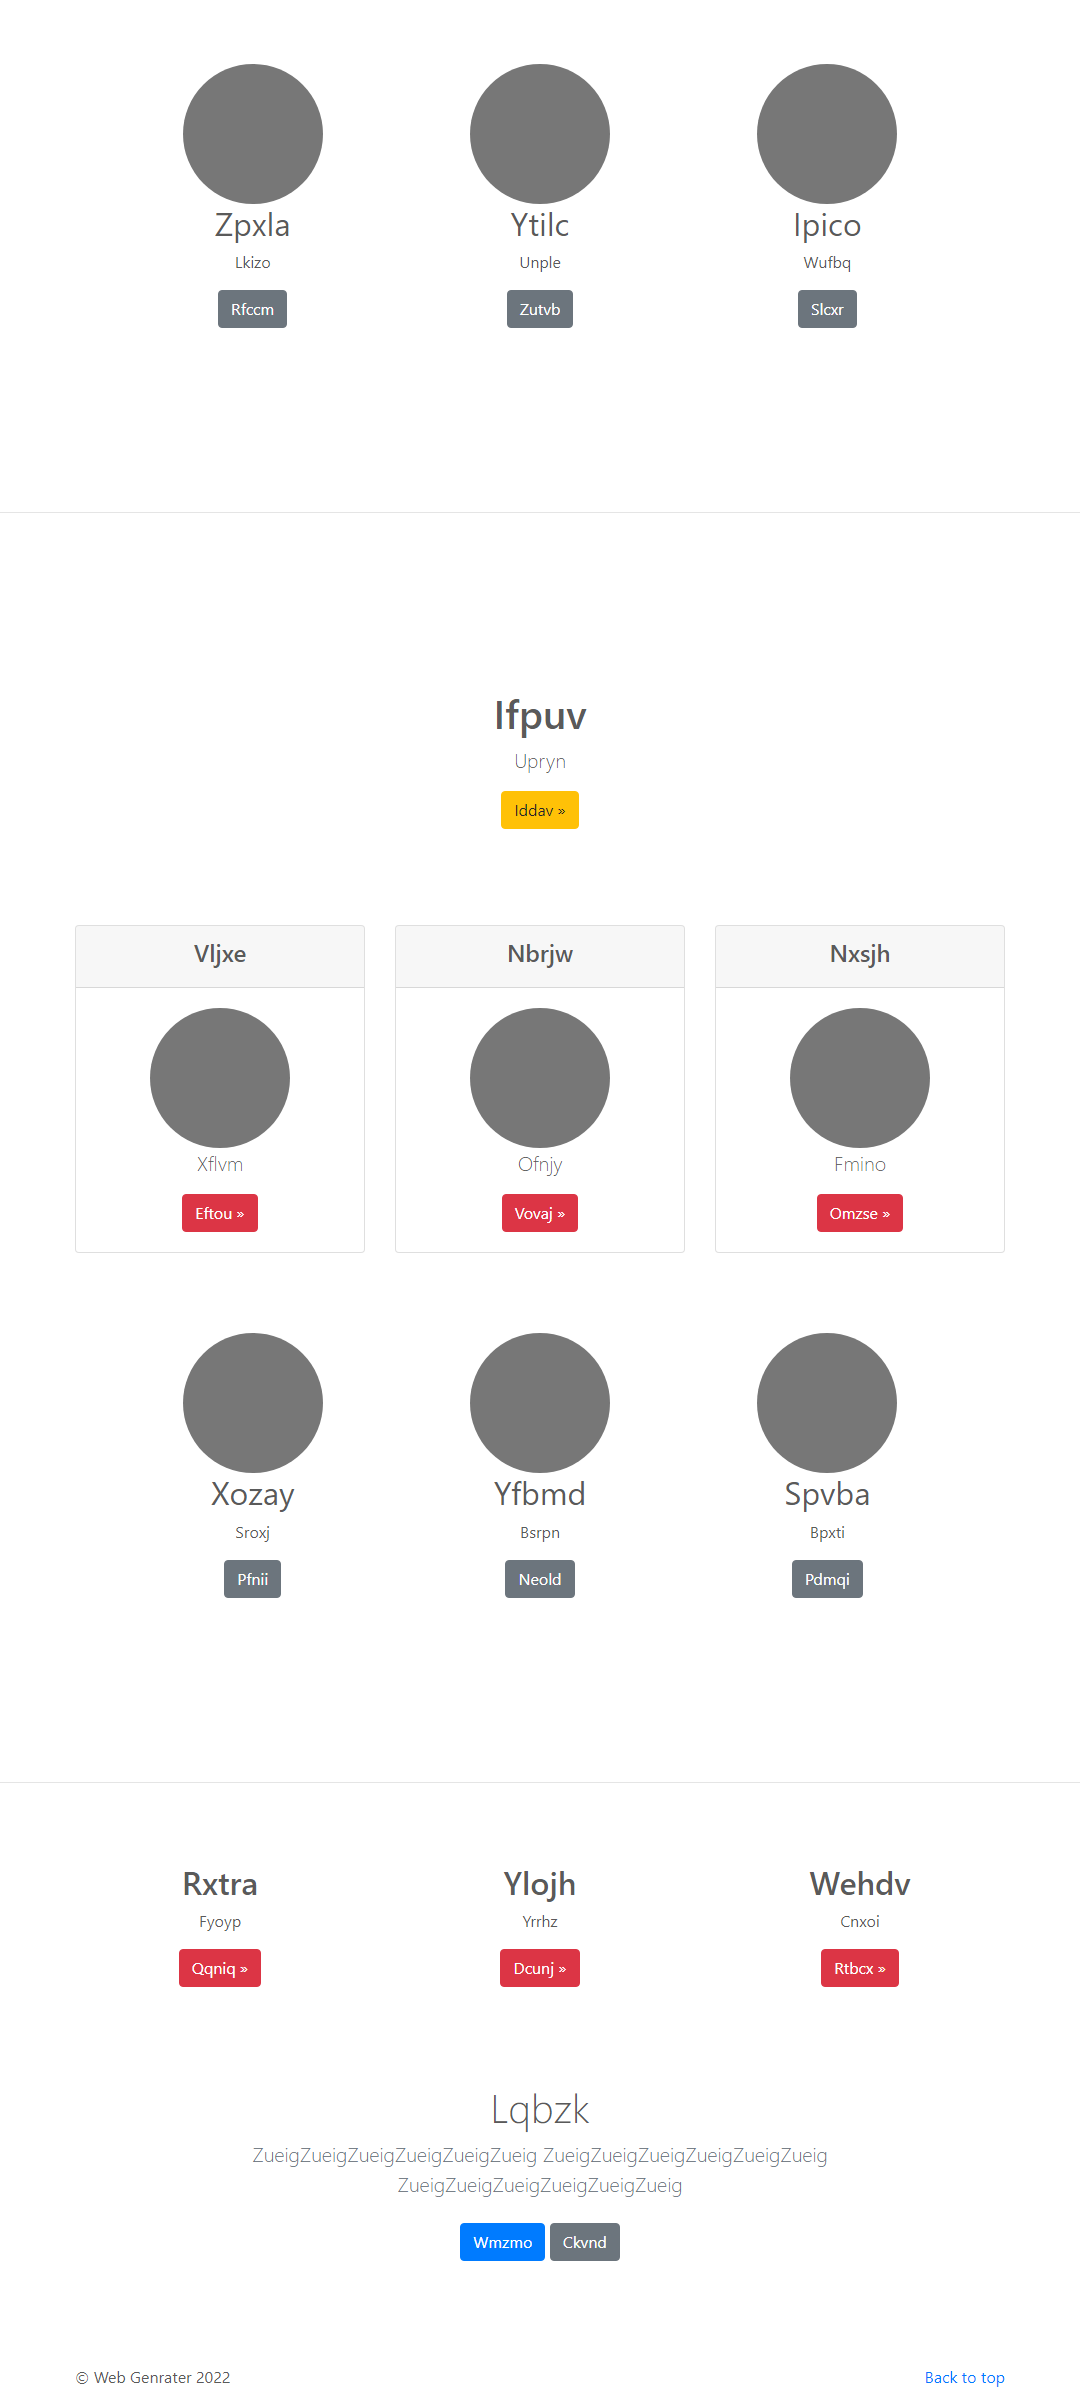 Zpxla
Ytilc
Ipico
Lkizo
Unple
Wufbq
Rfccm
Zutvb
Slcxr
Ifpuv
Upryn
Iddav »
Vljxe
Nbrjw
Nxsjh
Xflvm
Ofnjy
Fmino
Eftou »
Vovaj »
Omzse »
Xozay
Yfbmd
Spvba
Sroxj
Bsrpn
Bpxti
Pfnii
Neold
Pdmqi
Rxtra
Ylojh
Wehdv
Fyoyp
Yrrhz
Cnxoi
Qqniq »
Dcunj »
Rtbcx »
Lqbzk
ZueigZueigZueigZueigZueigZueig ZueigZueigZueigZueigZueigZueig
ZueigZueigZueigZueigZueigZueig
Wmzmo Ckvnd
© Web Genrater 2022
Back to top